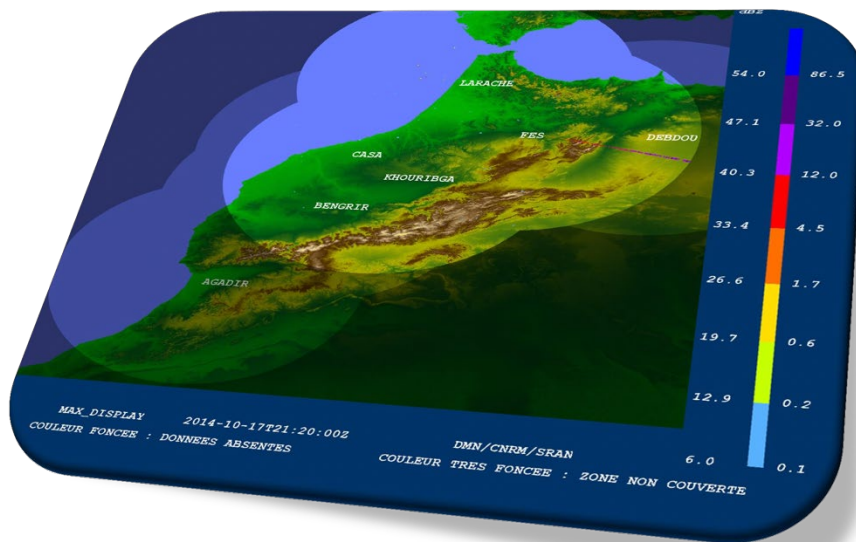 dBZ
54.0 86.5
47.1 32.0
40.3 12.0
33.4 4.5
26.6 1.7
19.7 0.6
12.9 0.2
6.0 0.1
LARACHE
FES DEBDOU
CASA
KHOURIBGA
BENGRIR
AGADIR
MAX_DISPLAY 2014-10-17T21:20:00Z DMN/CNRM/SRAN
COULEUR FONCEE : DONNEES ABSENTES
COULEUR TRES FONCEE : ZONE NON COUVERTE